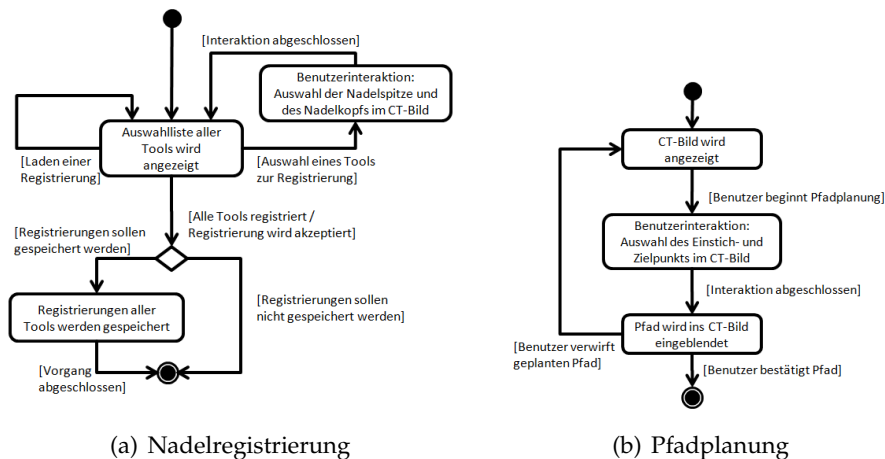 [Interaktion abgeschlossen]
Benutzerinteraktion:
Auswahl der Nadelspitze und
des Nadelkopfs im CT-Bild
Auswahlliste aller
Tools wird
angezeigt
[Laden einer
Registrierung]
[Auswahl eines Tools
zur Registrierung]
[Alle Tools registriert /
Registrierung wird akzeptiert]
[Registrierungen sollen
gespeichert werden]
[Registrierungen sollen
nicht gespeichert werden]
Registrierungen aller
Tools werden gespeichert
[Vorgang
abgeschlossen]
(a) Nadelregistrierung
CT-Bild wird
angezeigt
[Benutzer beginnt Pfadplanung]
Benutzerinteraktion:
Auswahl des Einstich- und
Zielpunkts im CT-Bild
[Interaktion abgeschlossen]
Pfad wird ins CT-Bild
eingeblendet
[Benutzer verwirft
geplanten Pfad]
[Benutzer bestätigt Pfad]
(b) Pfadplanung